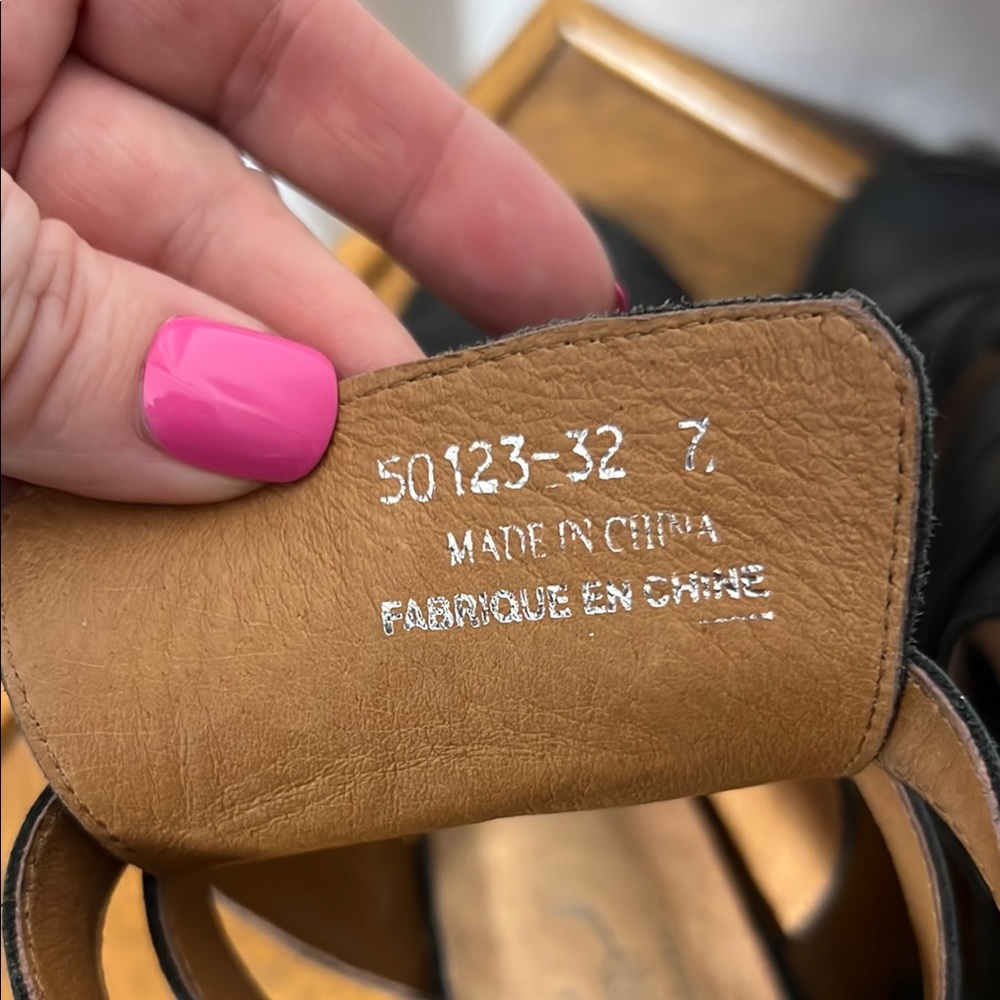 50123-32 7
MADE IN CHINA
FABRIQUE EN CHINE